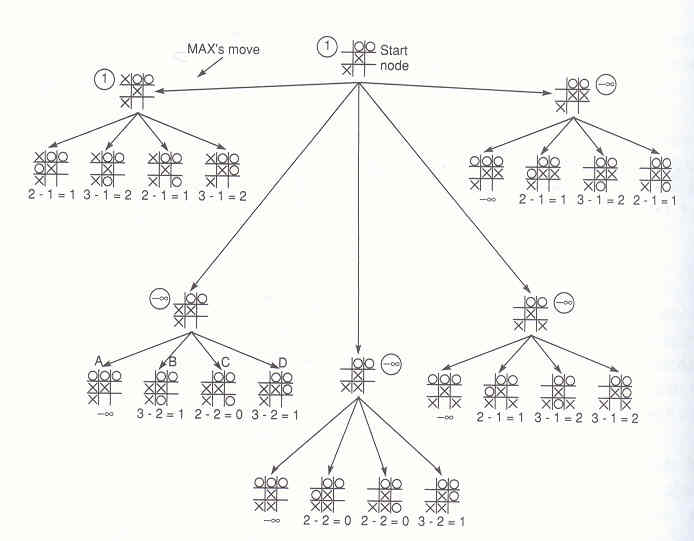 MAX's move
1
Start
node
1
−∞
2 - 1 = 1 3 - 1 = 2 2 - 1 = 1 3 - 1 = 2
−∞ 2 - 1 = 1 3 - 1 = 2 2 - 1 = 1
−∞
−∞
A B C D
−∞ 3 - 2 = 1 2 - 2 = 0 3 - 2 = 1
−∞
−∞ 2 - 1 = 1 3 - 1 = 2 3 - 1 = 2
−∞ 2 - 2 = 0 2 - 2 = 0 3 - 2 = 1